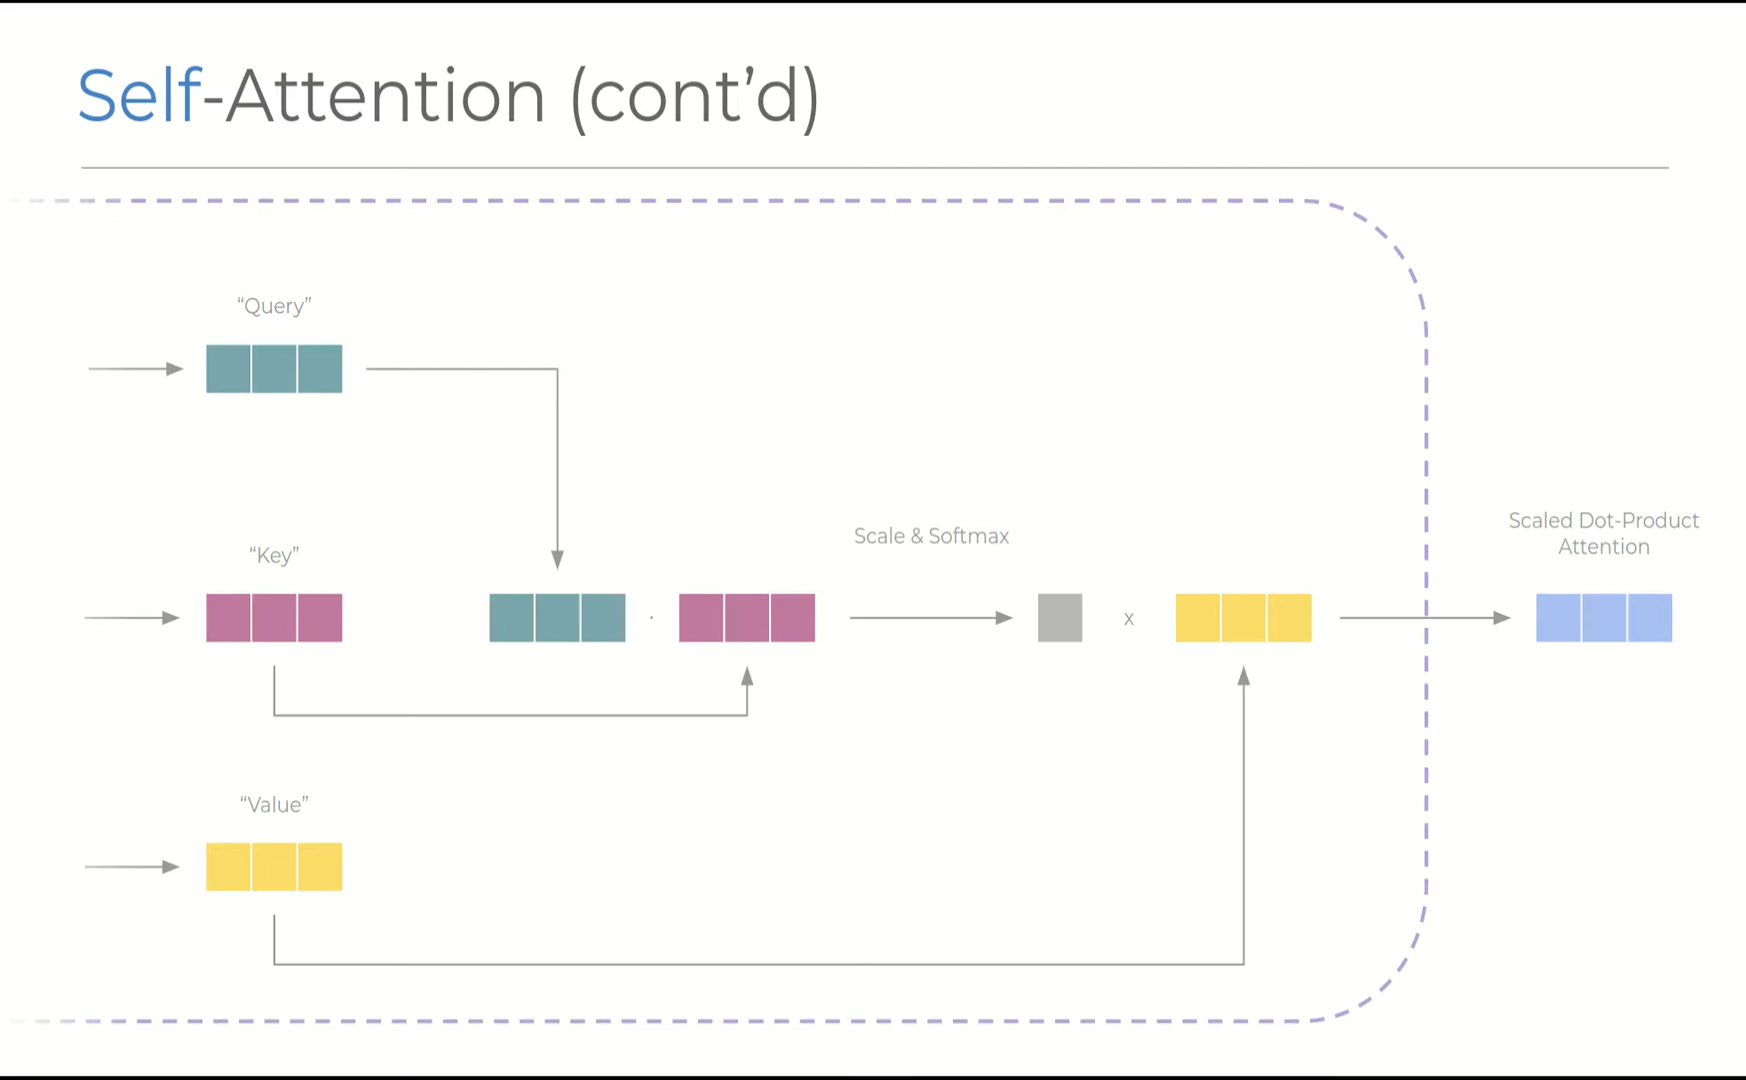 Self-Attention (cont’d)
“Query”
“Key”
Scale & Softmax
Scaled Dot-Product
Attention
·
x
“Value”